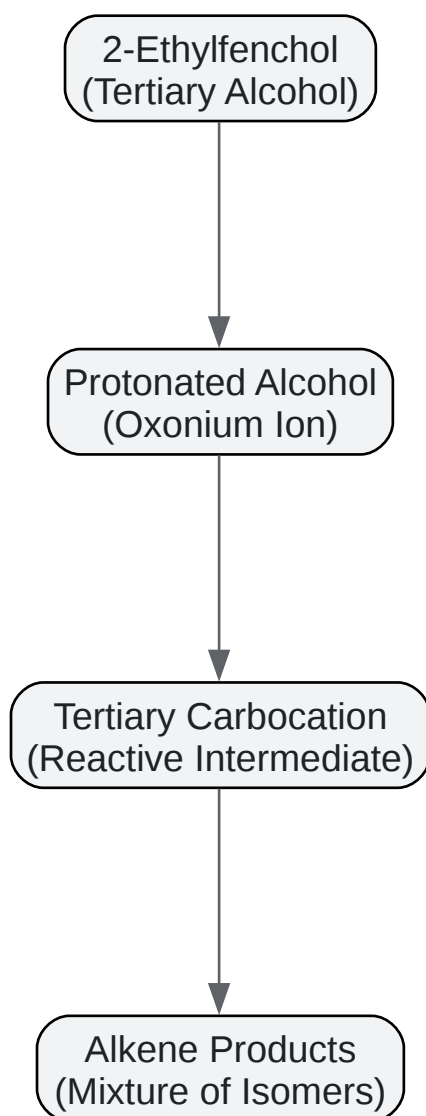 2-Ethylfenchol
(Tertiary Alcohol)
Protonated Alcohol
(Oxonium Ion)
Tertiary Carbocation
(Reactive Intermediate)
Alkene Products
(Mixture of Isomers)